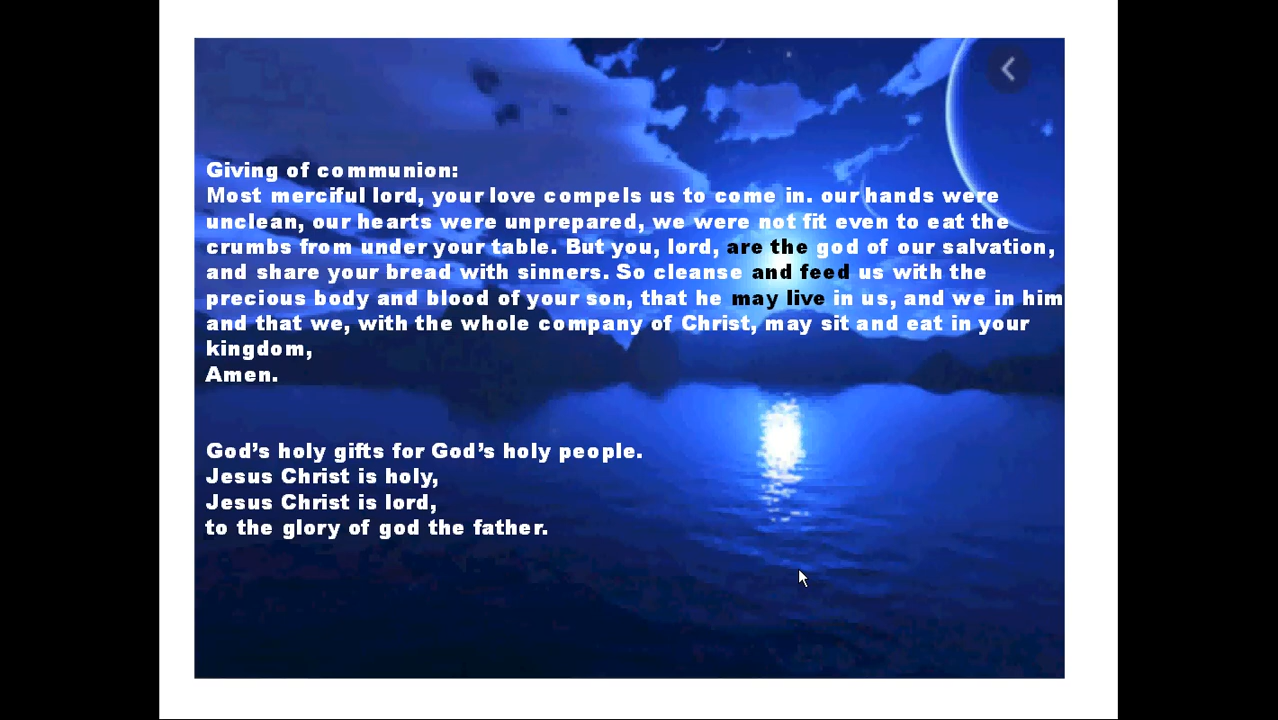 Giving of communion:
Most merciful lord, your love compels us to come in. our hands were
unclean, our hearts were unprepared, we were not fit even to eat the
crumbs from under your table. But you, lord, are the god of our salvation,
and share your bread with sinners. So cleanse and feed us with the
precious body and blood of your son, that he may live in us, and we in him
and that we, with the whole company of Christ, may sit and eat in your
kingdom,
Amen.
God’s holy gifts for God’s holy people.
Jesus Christ is holy,
Jesus Christ is lord,
to the glory of god the father.